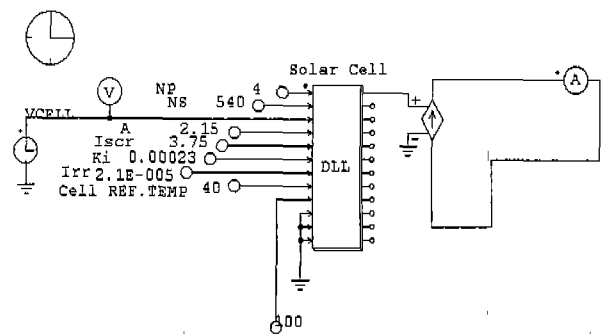 Solar Cell
NP 4
NS 540
V
VCELL
A 2.15
Iscr 3.75
Ki 0.00023
Irr 2.1E-005
Cell REF.TEMP 40
DLL
A
100